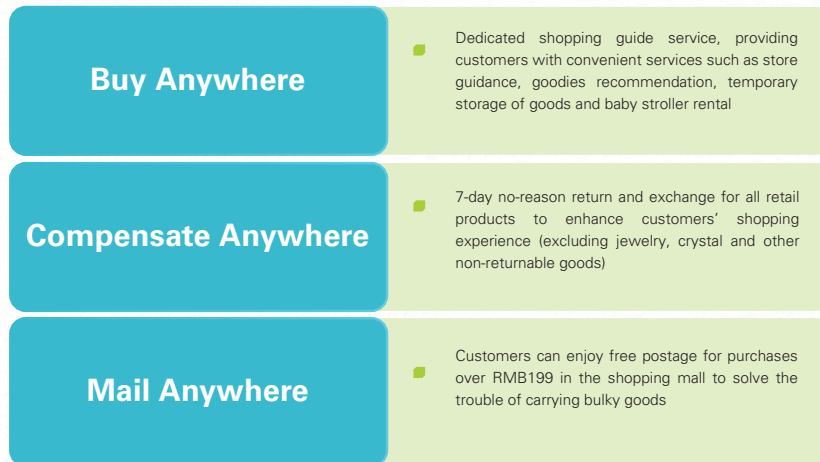 Buy Anywhere
Dedicated shopping guide service, providing
customers with convenient services such as store
guidance, goodies recommendation, temporary
storage of goods and baby stroller rental
Compensate Anywhere
7-day no-reason return and exchange for all retail
products to enhance customers’ shopping
experience (excluding jewelry, crystal and other
non-returnable goods)
Mail Anywhere
Customers can enjoy free postage for purchases
over RMB199 in the shopping mall to solve the
trouble of carrying bulky goods